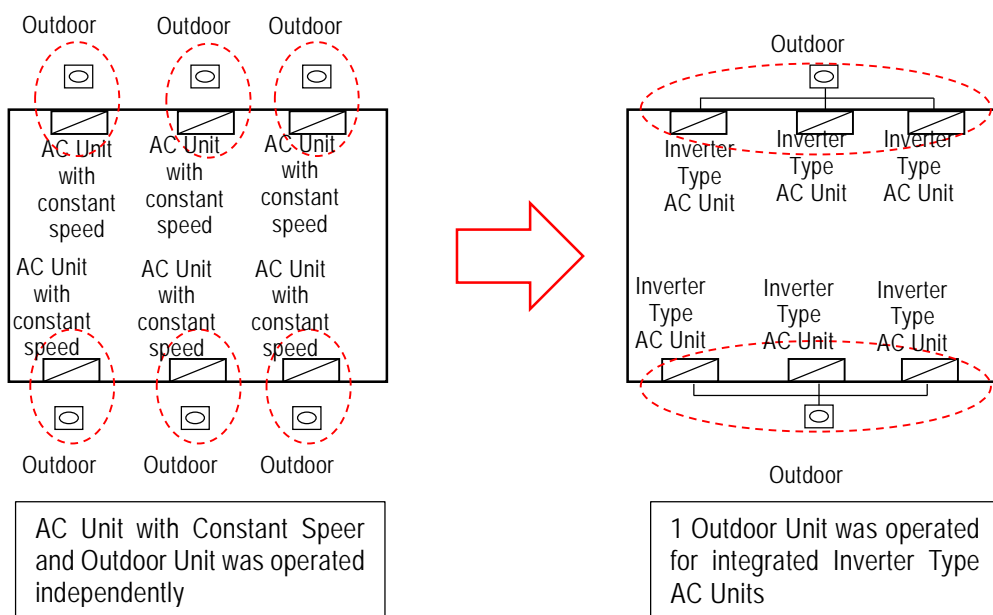 Outdoor
Outdoor
Outdoor
AC Unit
with
constant
speed
AC Unit
with
constant
speed
AC Unit
with
constant
speed
AC Unit
with
constant
speed
AC Unit
with
constant
speed
AC Unit
with
constant
speed
Outdoor
Outdoor
Outdoor
AC Unit with Constant Speer
and Outdoor Unit was operated
independently
Outdoor
Inverter
Type
AC Unit
Inverter
Type
AC Unit
Inverter
Type
AC Unit
Inverter
Type
AC Unit
Inverter
Type
AC Unit
Inverter
Type
AC Unit
Outdoor
1 Outdoor Unit was operated
for integrated Inverter Type
AC Units